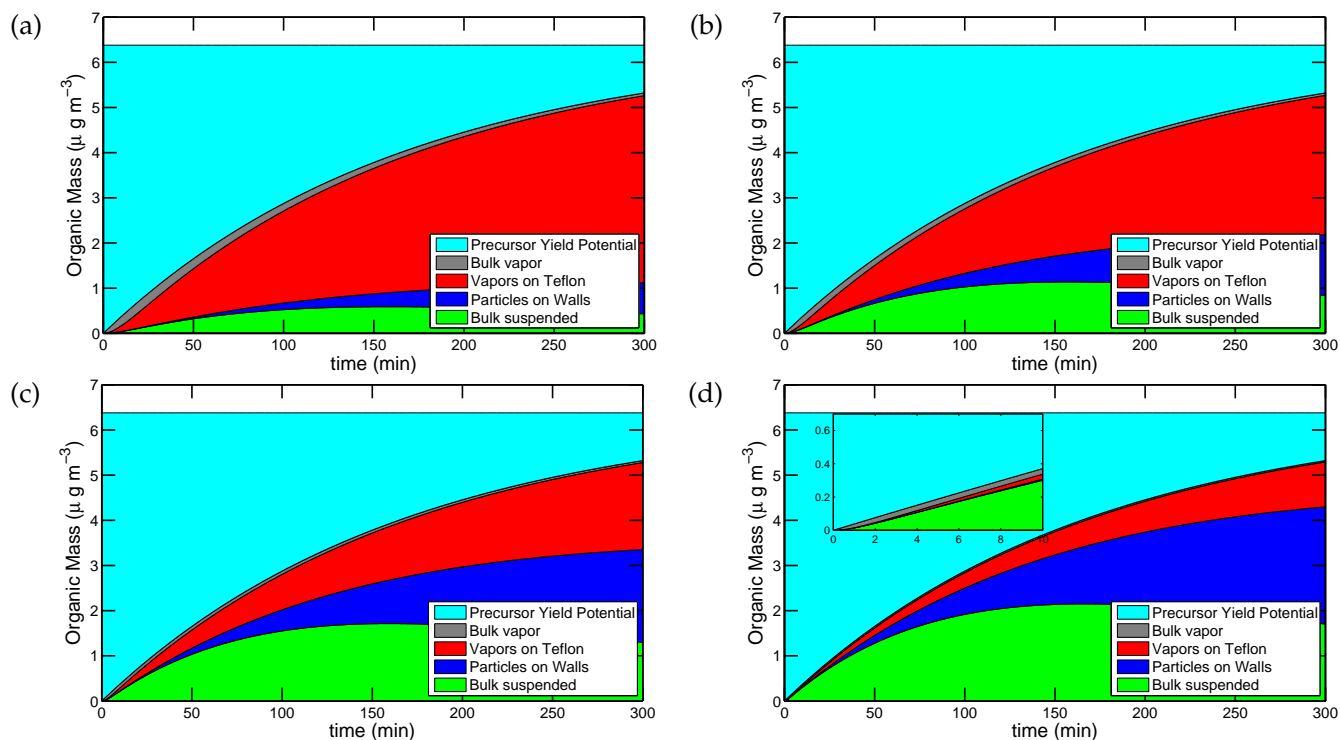 (a)
7
6
5
4
3
2
1
0
Organic Mass (μ g m−3)
0 50 100 150 200 250 300
time (min)
Precursor Yield Potential
Bulk vapor
Vapors on Teflon
Particles on Walls
Bulk suspended
(b)
7
6
5
4
3
2
1
0
Organic Mass (μ g m−3)
0 50 100 150 200 250 300
time (min)
Precursor Yield Potential
Bulk vapor
Vapors on Teflon
Particles on Walls
Bulk suspended
(c)
7
6
5
4
3
2
1
0
Organic Mass (μ g m−3)
0 50 100 150 200 250 300
time (min)
Precursor Yield Potential
Bulk vapor
Vapors on Teflon
Particles on Walls
Bulk suspended
(d)
7
6
5
4
3
2
1
0
Organic Mass (μ g m−3)
0.6
0.4
0.2
0
0 2 4 6 8 10
0 50 100 150 200 250 300
time (min)
Precursor Yield Potential
Bulk vapor
Vapors on Teflon
Particles on Walls
Bulk suspended